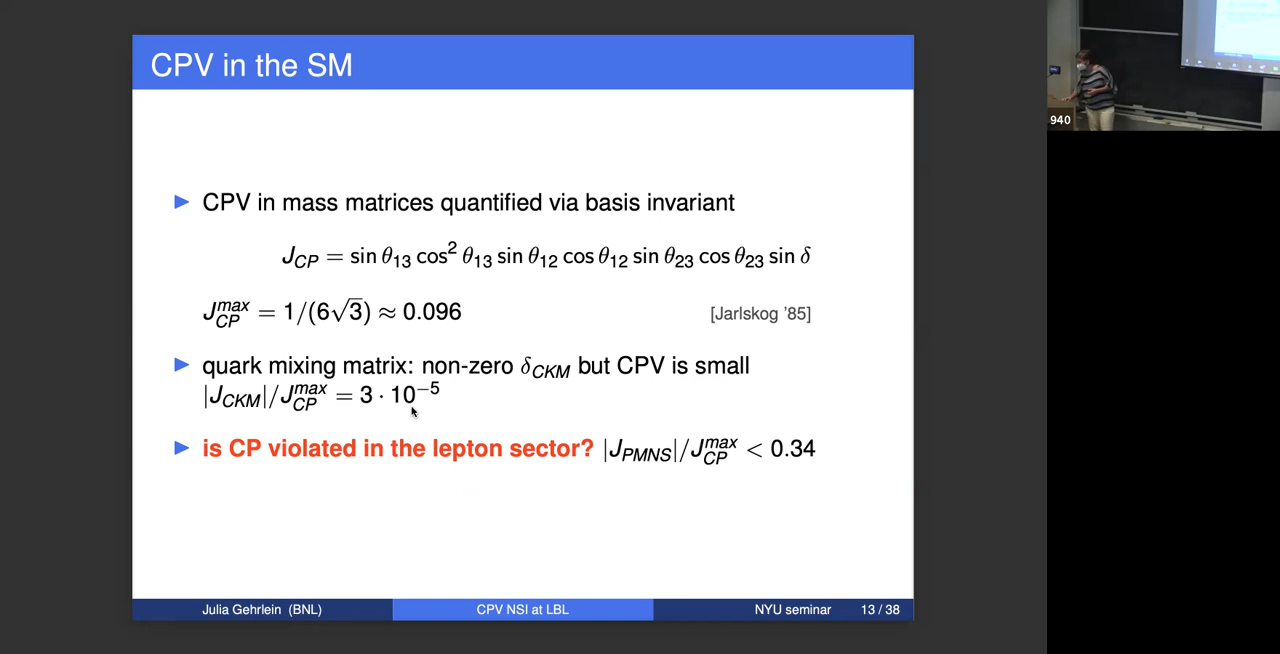 CPV in the SM
CPV in mass matrices quantified via basis invariant
J_CP = sin θ₁₃ cos² θ₁₃ sin θ₁₂ cos θ₁₂ sin θ₂₃ cos θ₂₃ sin δ
J_CP^max = 1/(6√3) ≈ 0.096 [Jarlskog '85]
quark mixing matrix: non-zero δ_CKM but CPV is small
|J_CKM|/J_CP^max = 3 · 10⁻⁵
is CP violated in the lepton sector? |J_PMNS|/J_CP^max < 0.34
Julia Gehrlein (BNL) CPV NSI at LBL NYU seminar 13 / 38
940